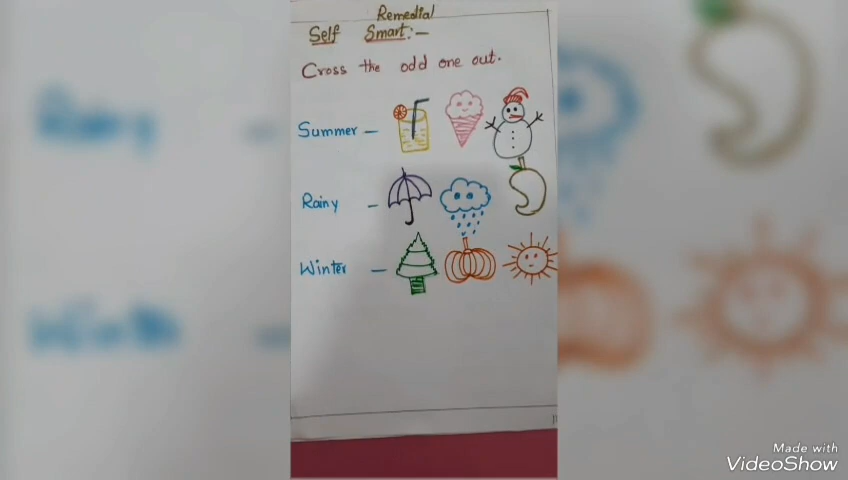 Remedial
Self Smart:-
Cross the odd one out.
Summer -
Rainy -
Winter -
Made with
VideoShow